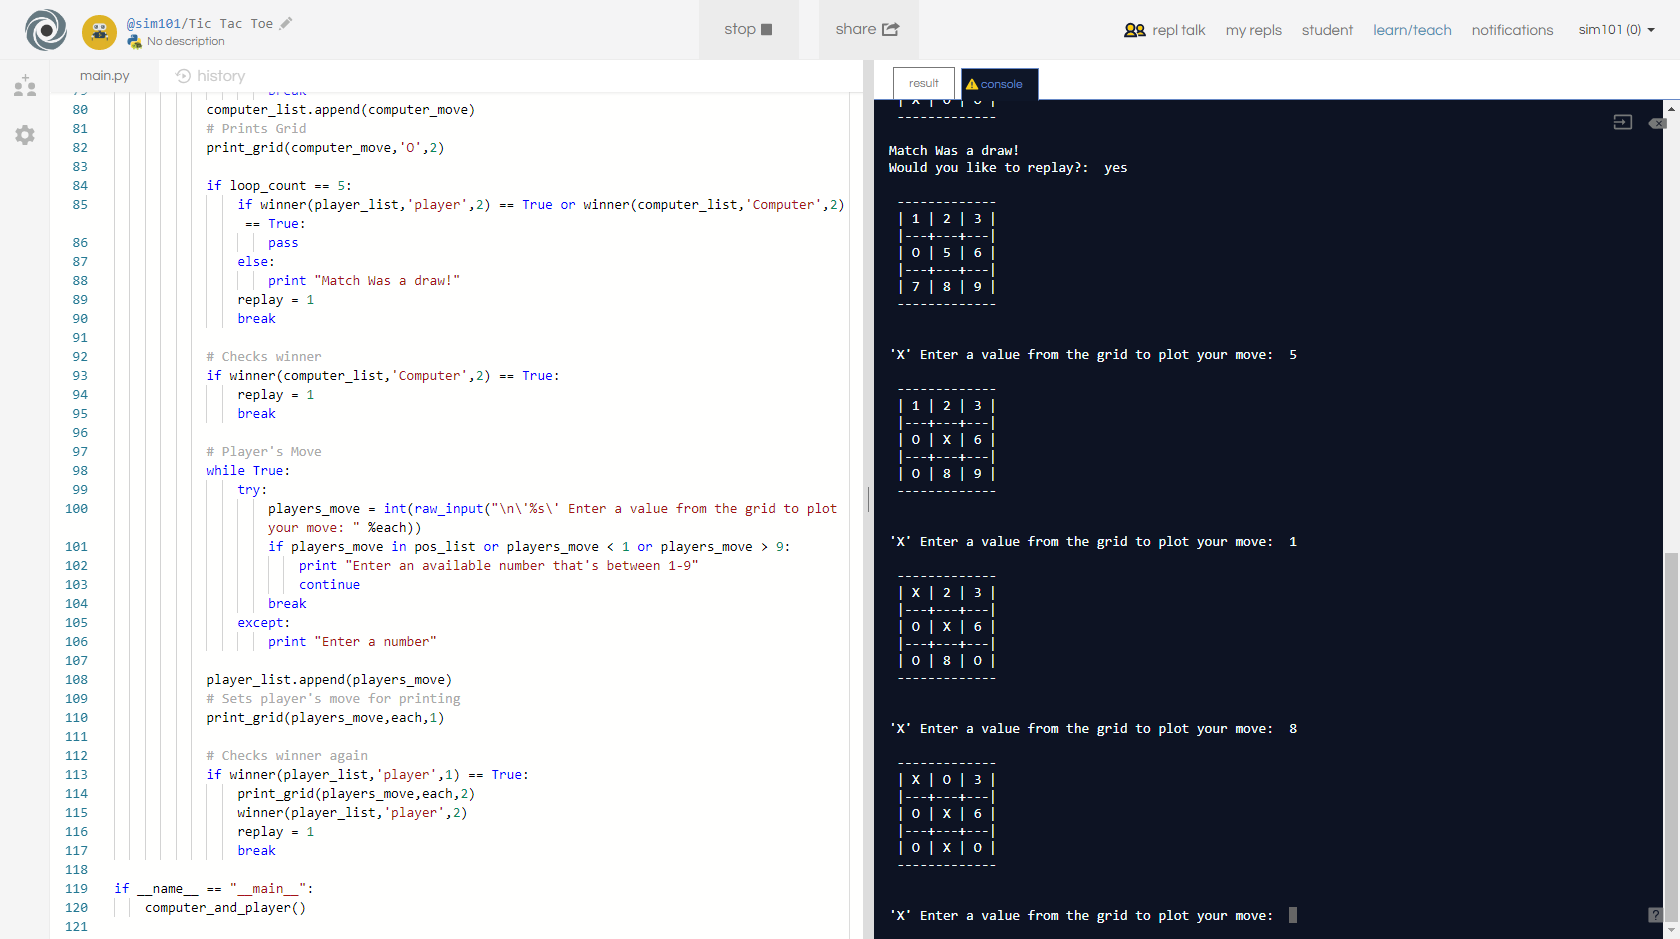 @sim101/Tic Tac Toe
No description
stop
share
repl talk
my repls
student
learn/teach
notifications
sim101 (0)
main.py
history
result
console
79 break
80 computer_list.append(computer_move)
81 # Prints Grid
82 print_grid(computer_move,'O',2)
83
84 if loop_count == 5:
85 if winner(player_list,'player',2) == True or winner(computer_list,'Computer',2)
== True:
86 pass
87 else:
88 print "Match Was a draw!"
89 replay = 1
90 break
91
92 # Checks winner
93 if winner(computer_list,'Computer',2) == True:
94 replay = 1
95 break
96
97 # Player's Move
98 while True:
99 try:
100 players_move = int(raw_input("\n\'%s\' Enter a value from the grid to plot
your move: " %each))
101 if players_move in pos_list or players_move < 1 or players_move > 9:
102 print "Enter an available number that's between 1-9"
103 continue
104 break
105 except:
106 print "Enter a number"
107
108 player_list.append(players_move)
109 # Sets player's move for printing
110 print_grid(players_move,each,1)
111
112 # Checks winner again
113 if winner(player_list,'player',1) == True:
114 print_grid(players_move,each,2)
115 winner(player_list,'player',2)
116 replay = 1
117 break
118
119 if __name__ == "__main__":
120 computer_and_player()
121
| X | O | O |
-------------
Match Was a draw!
Would you like to replay?: yes
-------------
| 1 | 2 | 3 |
|---+---+---|
| O | 5 | 6 |
|---+---+---|
| 7 | 8 | 9 |
-------------
'X' Enter a value from the grid to plot your move: 5
-------------
| 1 | 2 | 3 |
|---+---+---|
| O | X | 6 |
|---+---+---|
| O | 8 | 9 |
-------------
'X' Enter a value from the grid to plot your move: 1
-------------
| X | 2 | 3 |
|---+---+---|
| O | X | 6 |
|---+---+---|
| O | 8 | O |
-------------
'X' Enter a value from the grid to plot your move: 8
-------------
| X | O | 3 |
|---+---+---|
| O | X | 6 |
|---+---+---|
| O | X | O |
-------------
'X' Enter a value from the grid to plot your move:
?